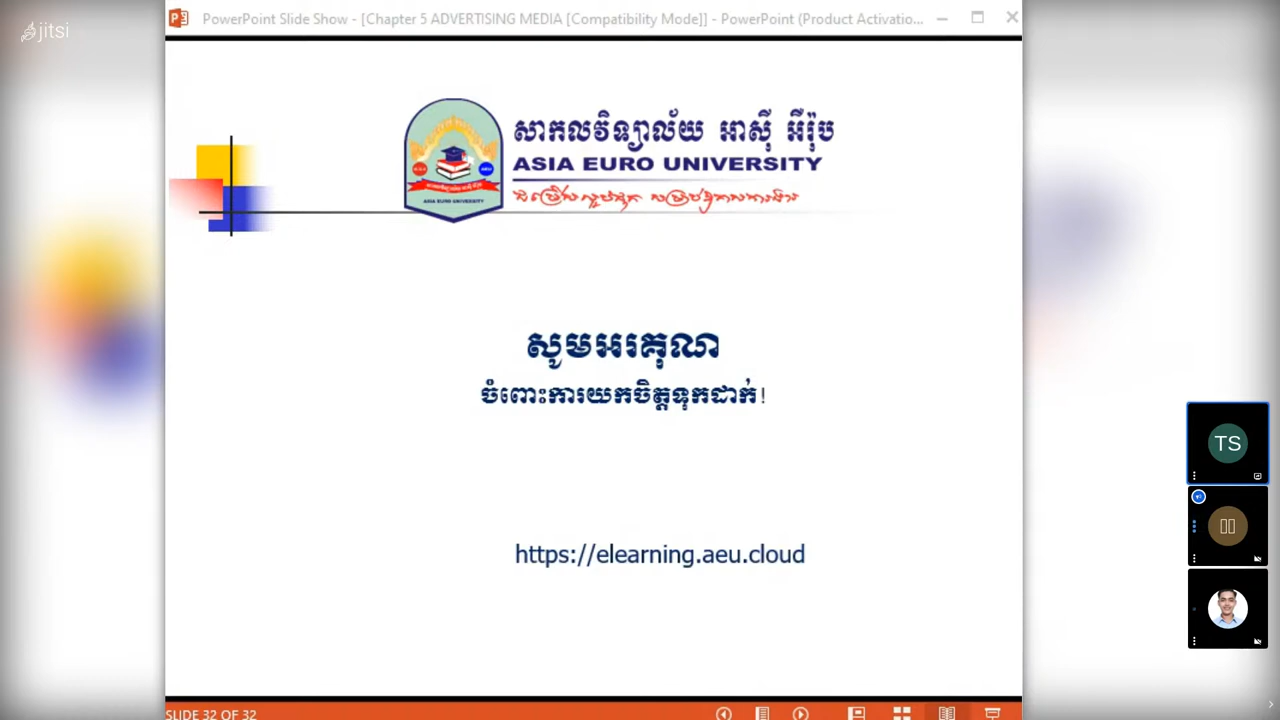 jitsi
PowerPoint Slide Show - [Chapter 5 ADVERTISING MEDIA [Compatibility Mode]] - PowerPoint (Product Activatio...
សាកលវិទ្យាល័យ អាស៊ី អឺរ៉ុប
ASIA EURO UNIVERSITY
ASIA EURO UNIVERSITY
សូមអរគុណ
ចំពោះការយកចិត្តទុកដាក់!
https://elearning.aeu.cloud
TS
SLIDE 32 OF 32